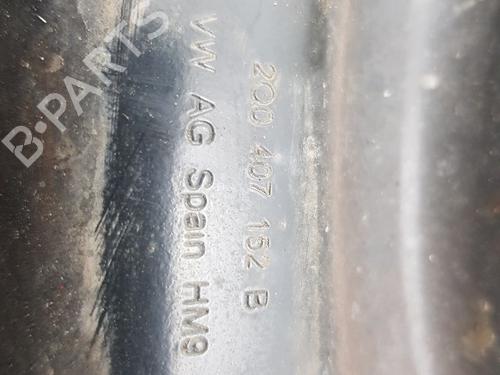 2Q0 407 152 B
VW AG Spain HM9
B-PARTS